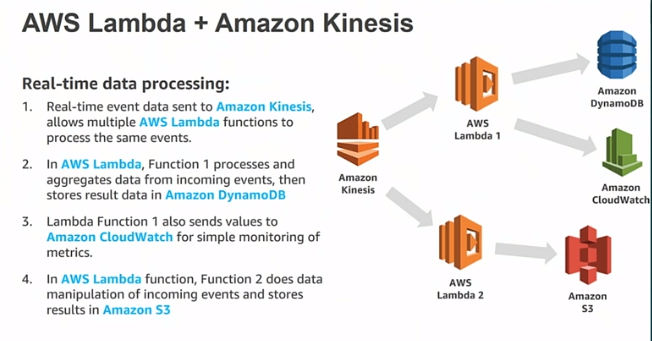 AWS Lambda + Amazon Kinesis
Real-time data processing:
1. Real-time event data sent to Amazon Kinesis,
allows multiple AWS Lambda functions to
process the same events.
2. In AWS Lambda, Function 1 processes and
aggregates data from incoming events, then
stores result data in Amazon DynamoDB
3. Lambda Function 1 also sends values to
Amazon CloudWatch for simple monitoring of
metrics.
4. In AWS Lambda function, Function 2 does data
manipulation of incoming events and stores
results in Amazon S3
Amazon
Kinesis
AWS
Lambda 1
Amazon
DynamoDB
Amazon
CloudWatch
AWS
Lambda 2
Amazon
S3